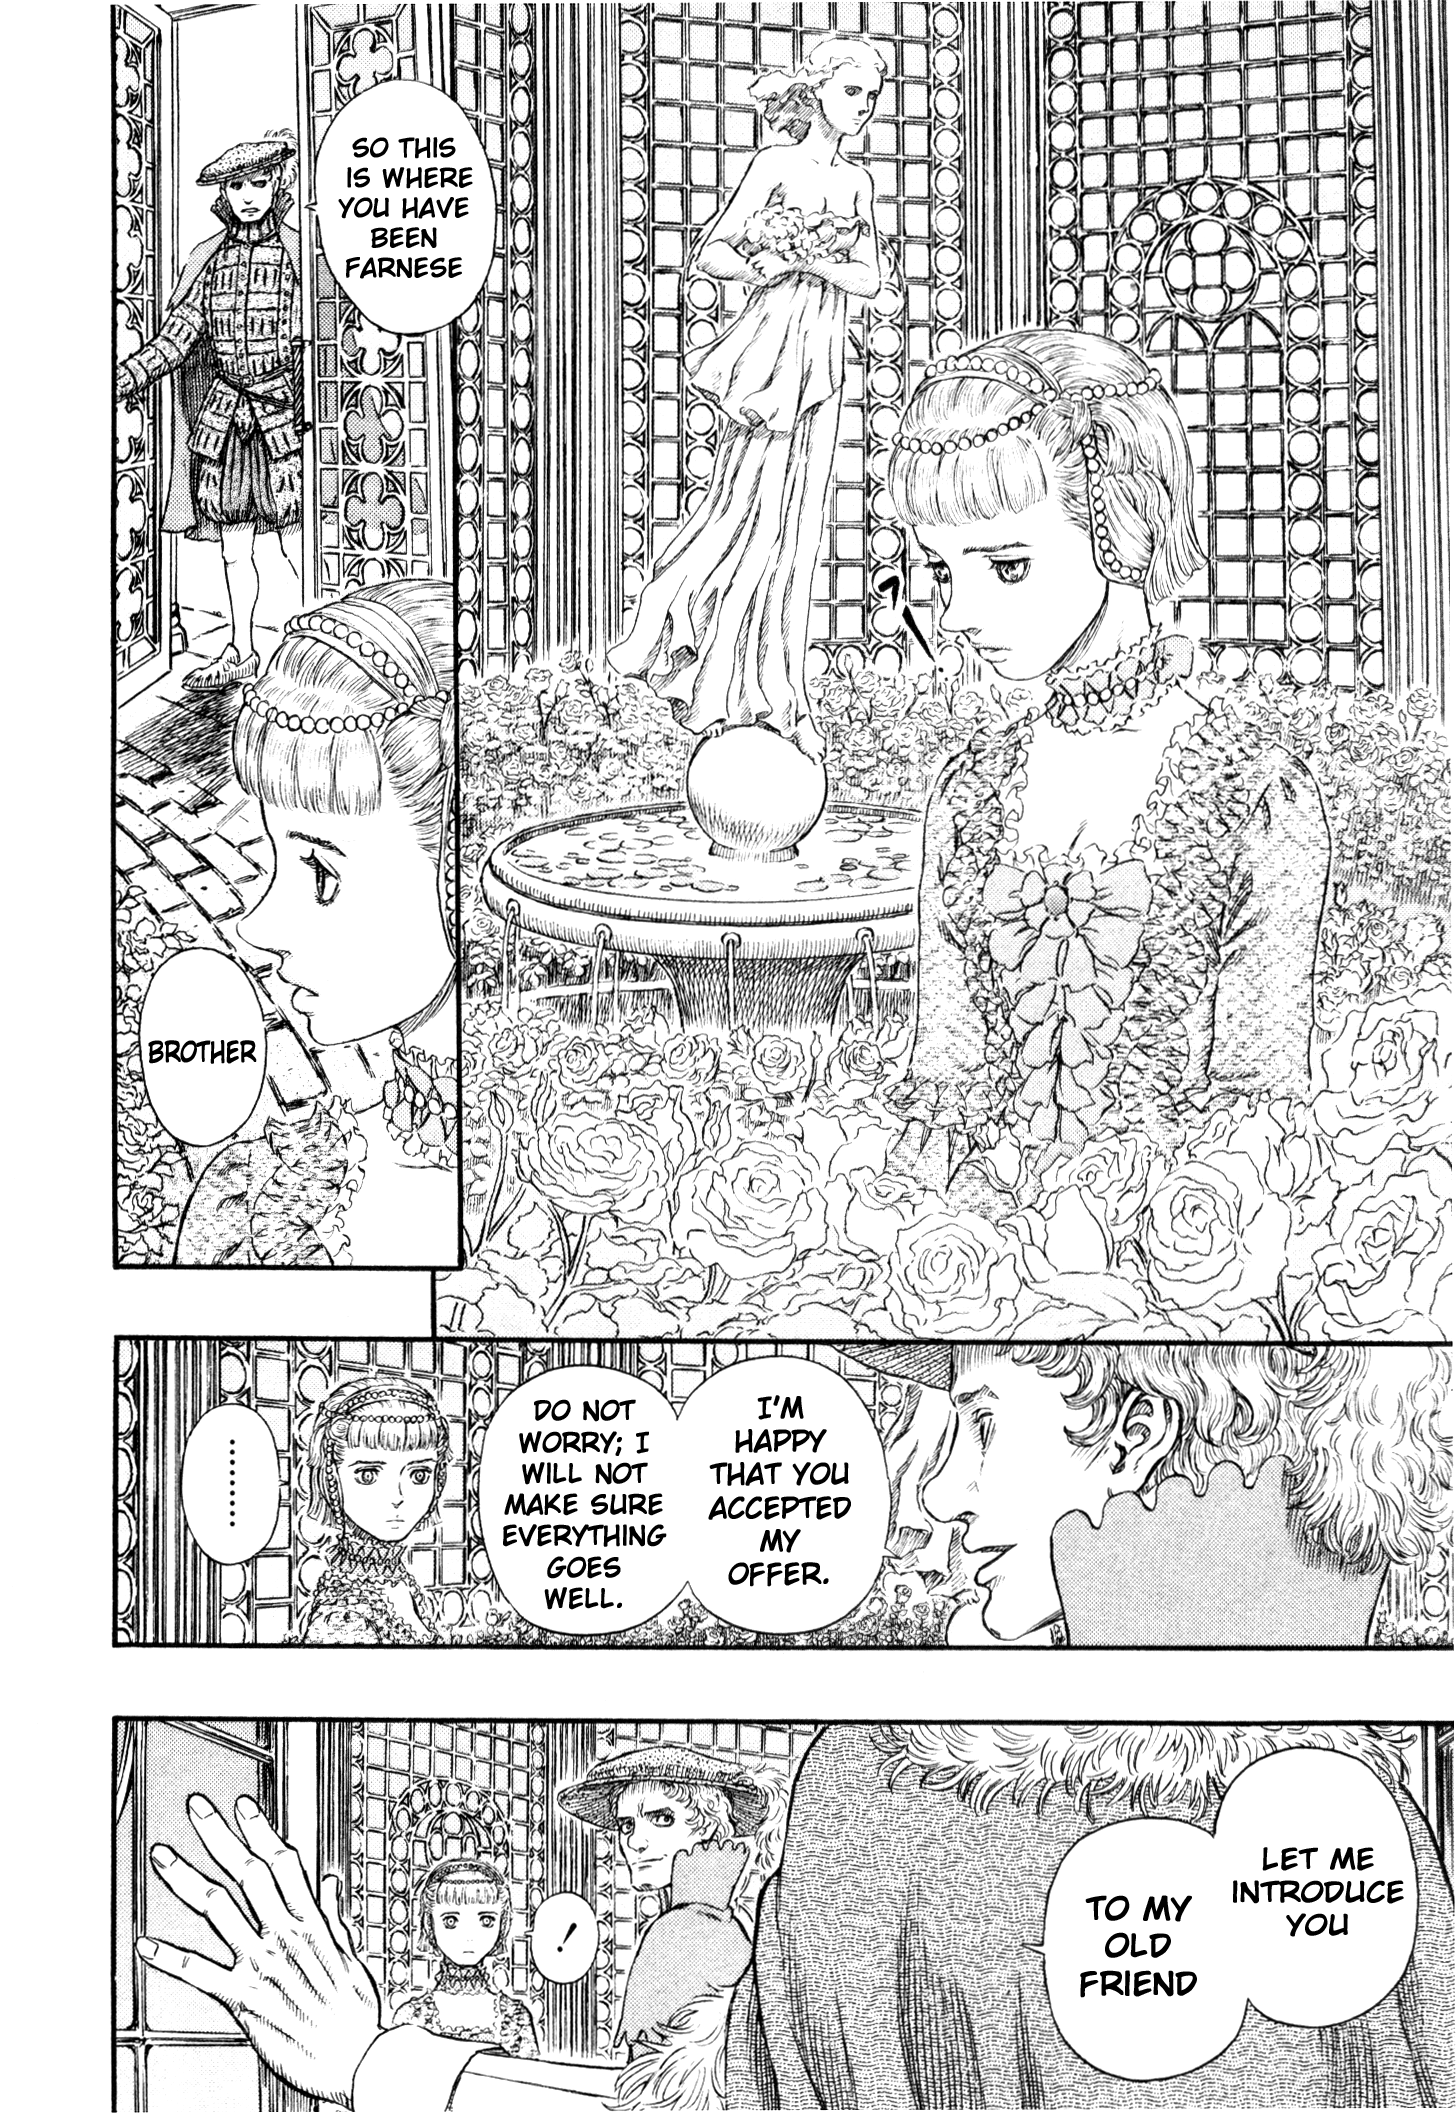 SO THIS
IS WHERE
YOU HAVE
BEEN
FARNESE
BROTHER
I'M
HAPPY
THAT YOU
ACCEPTED
MY
OFFER.
DO NOT
WORRY; I
WILL NOT
MAKE SURE
EVERYTHING
GOES
WELL.
........
LET ME
INTRODUCE
YOU
TO MY
OLD
FRIEND
!